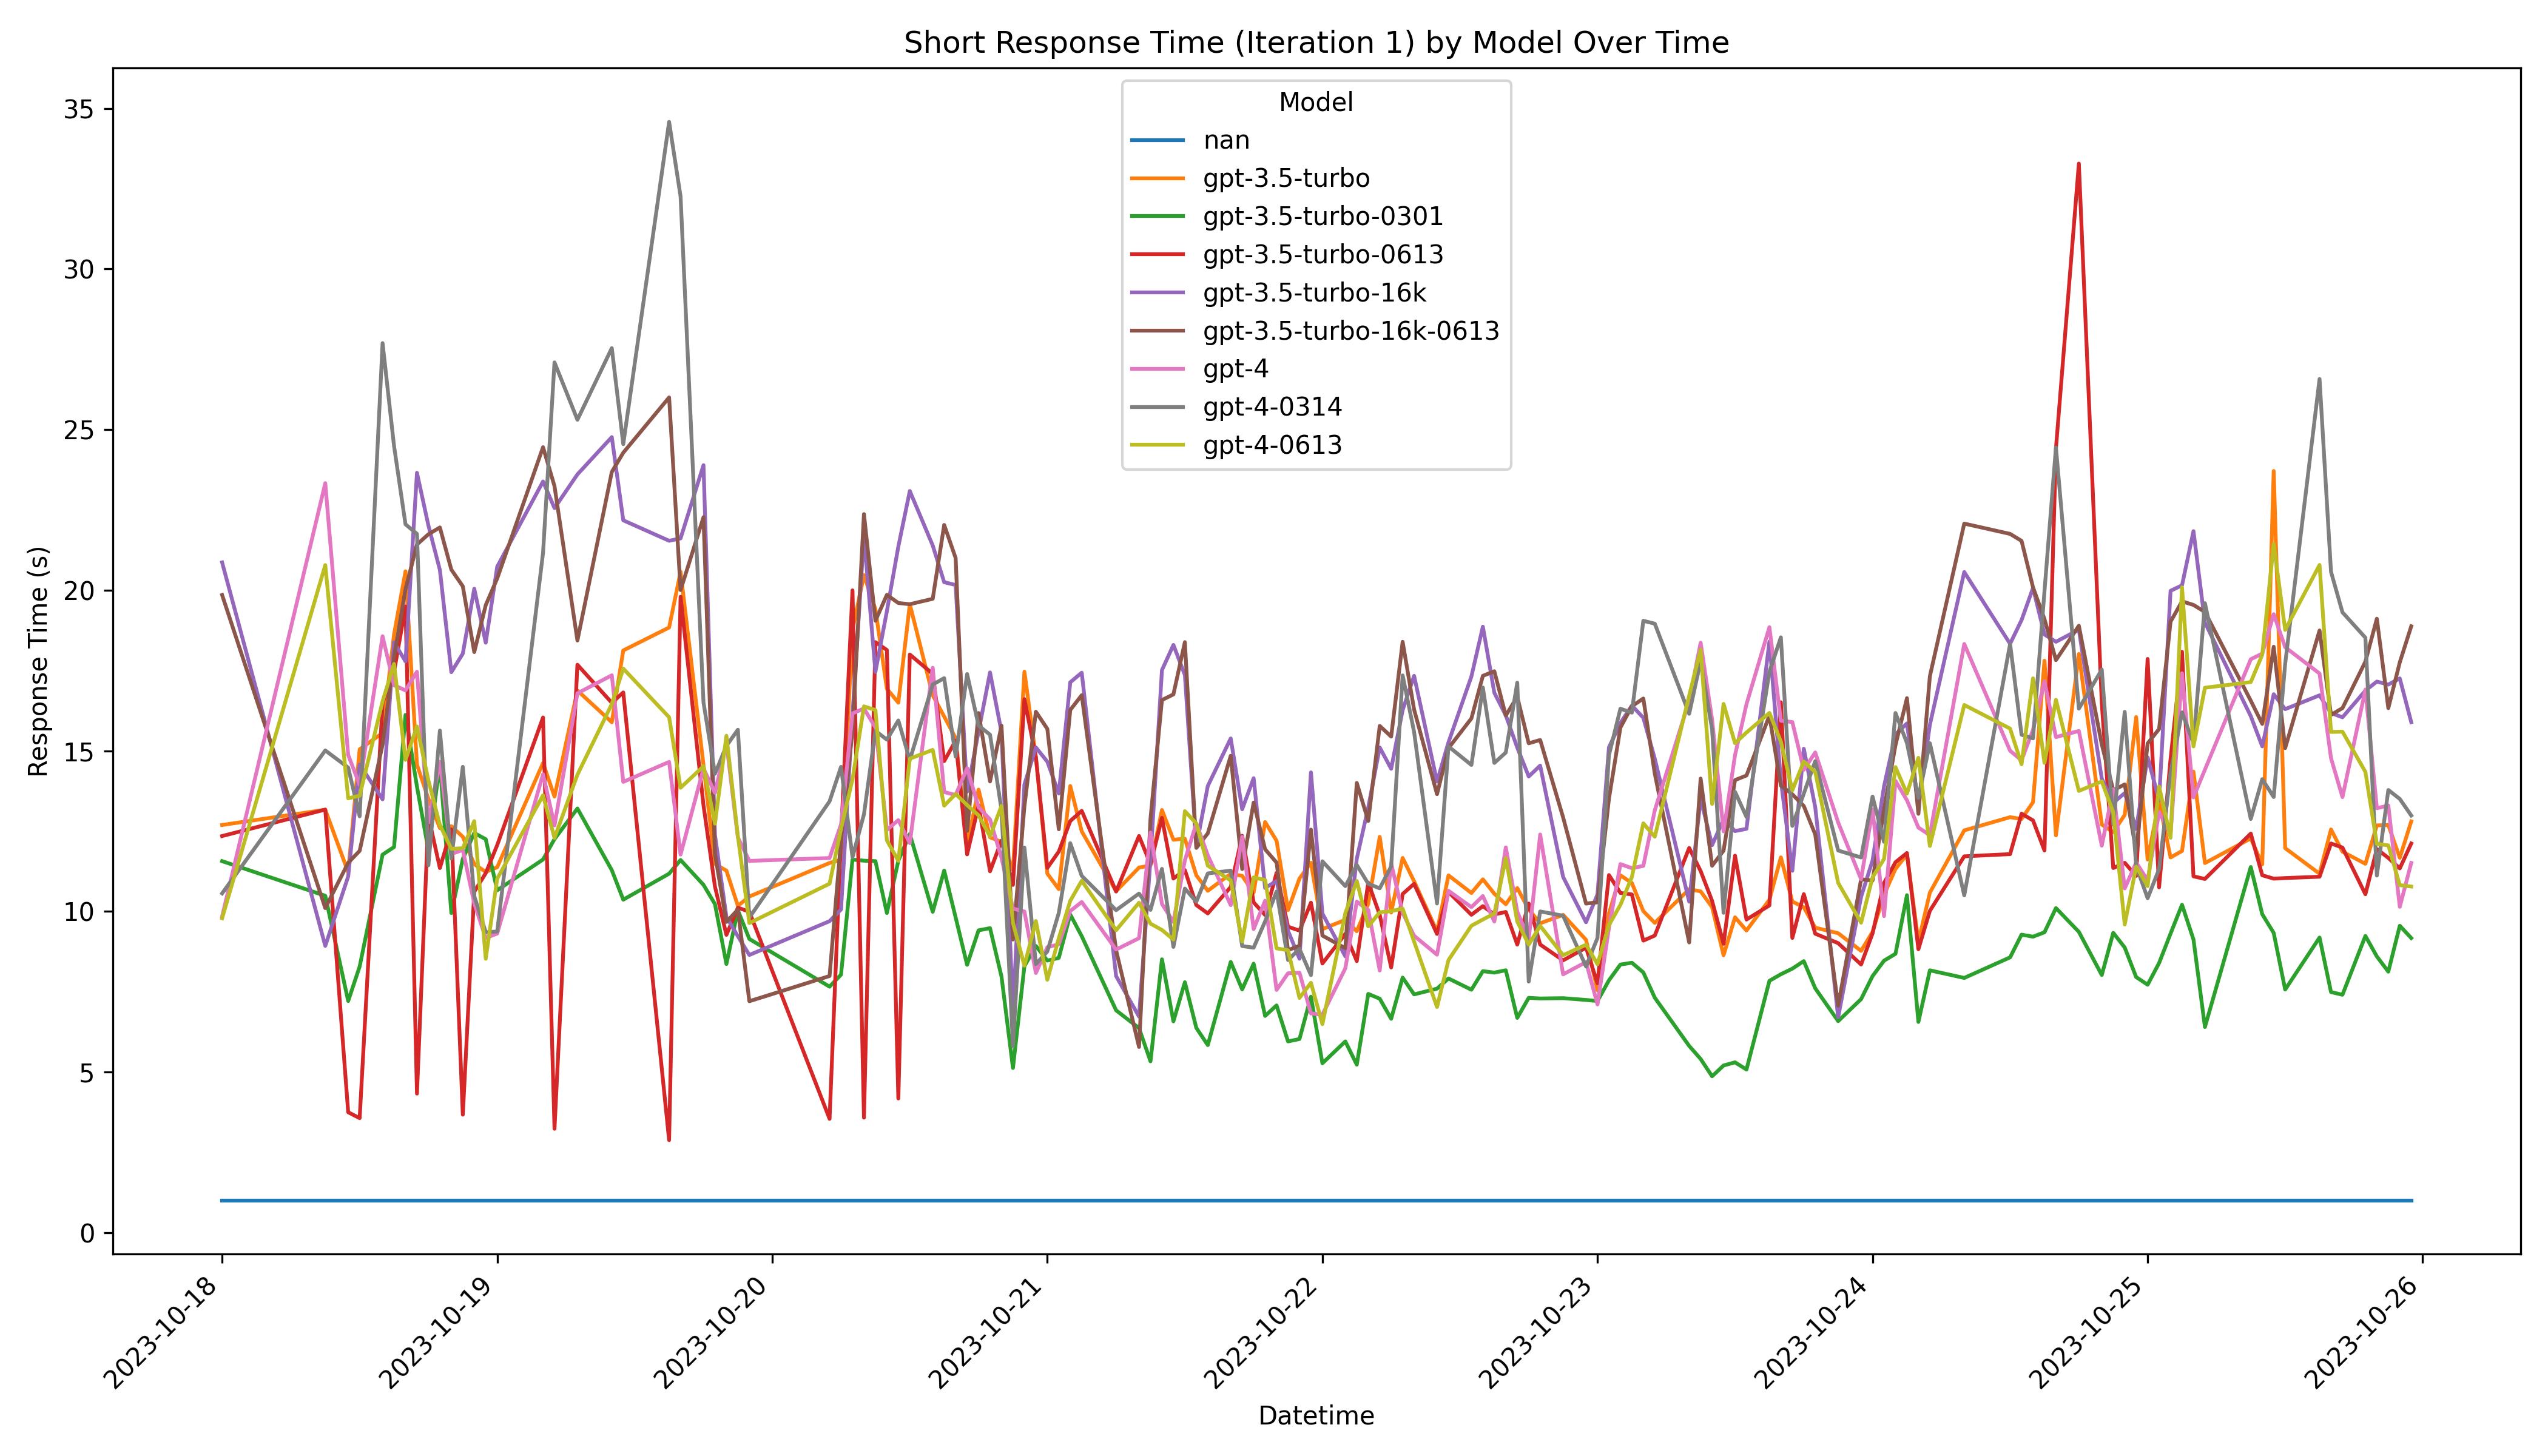 Short Response Time (Iteration 1) by Model Over Time
Model
nan
gpt-3.5-turbo
gpt-3.5-turbo-0301
gpt-3.5-turbo-0613
gpt-3.5-turbo-16k
gpt-3.5-turbo-16k-0613
gpt-4
gpt-4-0314
gpt-4-0613
Response Time (s)
35
30
25
20
15
10
5
0
2023-10-18
2023-10-19
2023-10-20
2023-10-21
2023-10-22
2023-10-23
2023-10-24
2023-10-25
2023-10-26
Datetime